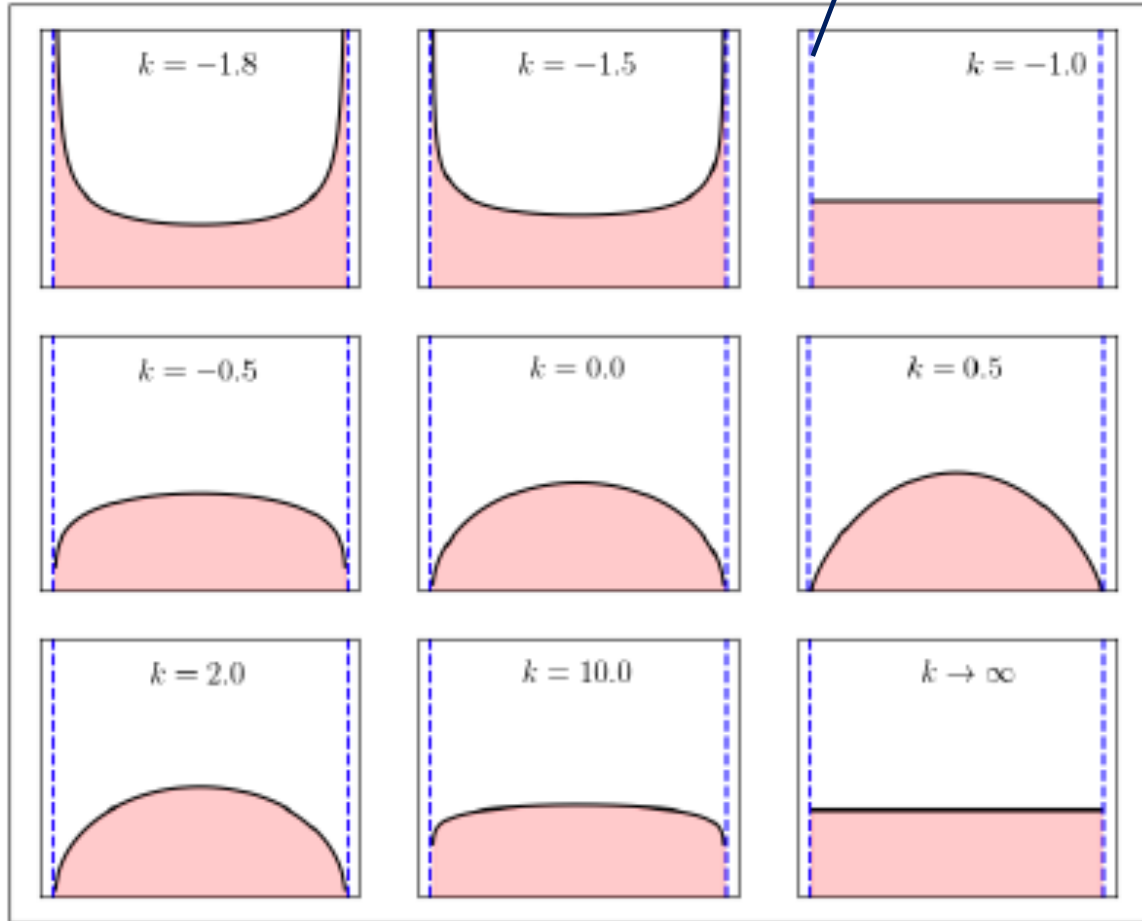 k = −1.8
k = −1.5
k = −1.0
k = −0.5
k = 0.0
k = 0.5
k = 2.0
k = 10.0
k → ∞